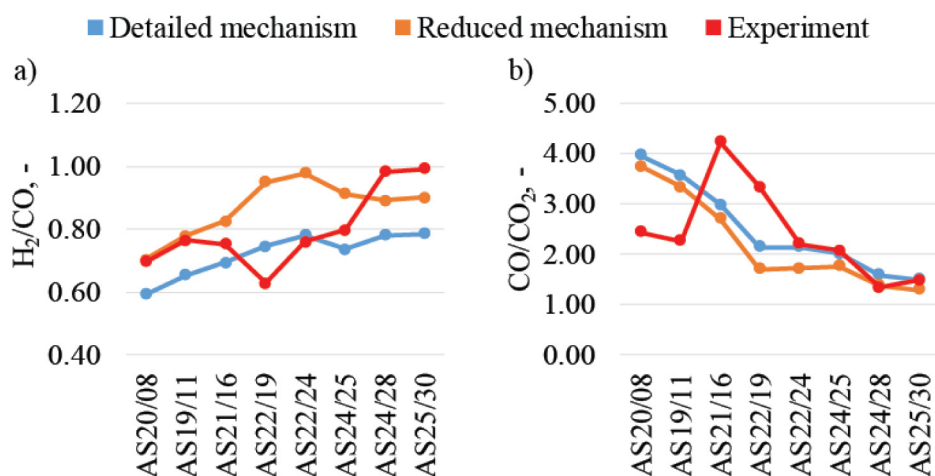 Detailed mechanism Reduced mechanism Experiment
a)
H₂/CO, -
1.20
1.00
0.80
0.60
0.40
AS20/08
AS19/11
AS21/16
AS22/19
AS22/24
AS24/25
AS24/28
AS25/30
b)
CO/CO₂, -
5.00
4.00
3.00
2.00
1.00
0.00
AS20/08
AS19/11
AS21/16
AS22/19
AS22/24
AS24/25
AS24/28
AS25/30